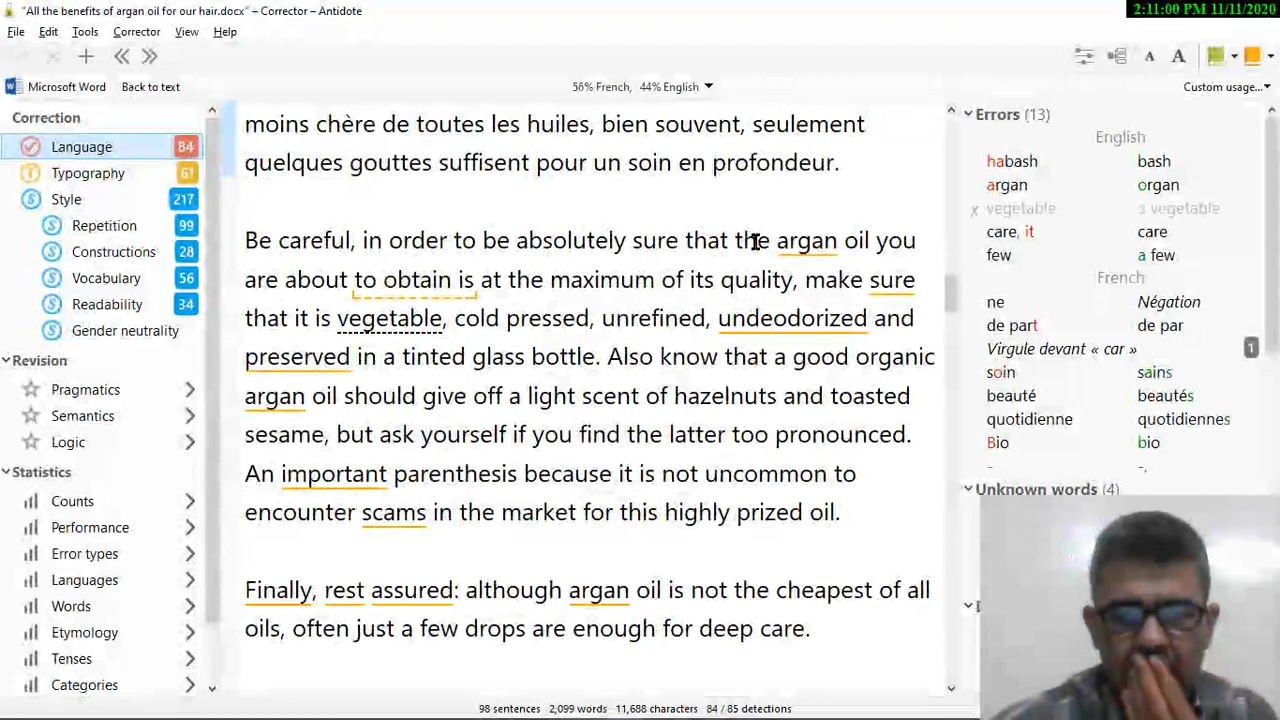 "All the benefits of argan oil for our hair.docx" – Corrector – Antidote
2:11:00 PM 11/11/2020
File Edit Tools Corrector View Help
A A
Microsoft Word Back to text 56% French, 44% English Custom usage...
Correction
Language 84
Typography 61
Style 217
Repetition 99
Constructions 28
Vocabulary 56
Readability 34
Gender neutrality
Revision
Pragmatics
Semantics
Logic
Statistics
Counts
Performance
Error types
Languages
Words
Etymology
Tenses
Categories
moins chère de toutes les huiles, bien souvent, seulement
quelques gouttes suffisent pour un soin en profondeur.
Be careful, in order to be absolutely sure that the argan oil you
are about to obtain is at the maximum of its quality, make sure
that it is vegetable, cold pressed, unrefined, undeodorized and
preserved in a tinted glass bottle. Also know that a good organic
argan oil should give off a light scent of hazelnuts and toasted
sesame, but ask yourself if you find the latter too pronounced.
An important parenthesis because it is not uncommon to
encounter scams in the market for this highly prized oil.
Finally, rest assured: although argan oil is not the cheapest of all
oils, often just a few drops are enough for deep care.
Errors (13)
English
habash bash
argan organ
x vegetable a vegetable
care, it care
few a few
French
ne Négation
de part de par
Virgule devant « car » 1
soin sains
beauté beautés
quotidienne quotidiennes
Bio bio
- -,
Unknown words (4)
98 sentences 2,099 words 11,688 characters 84 / 85 detections